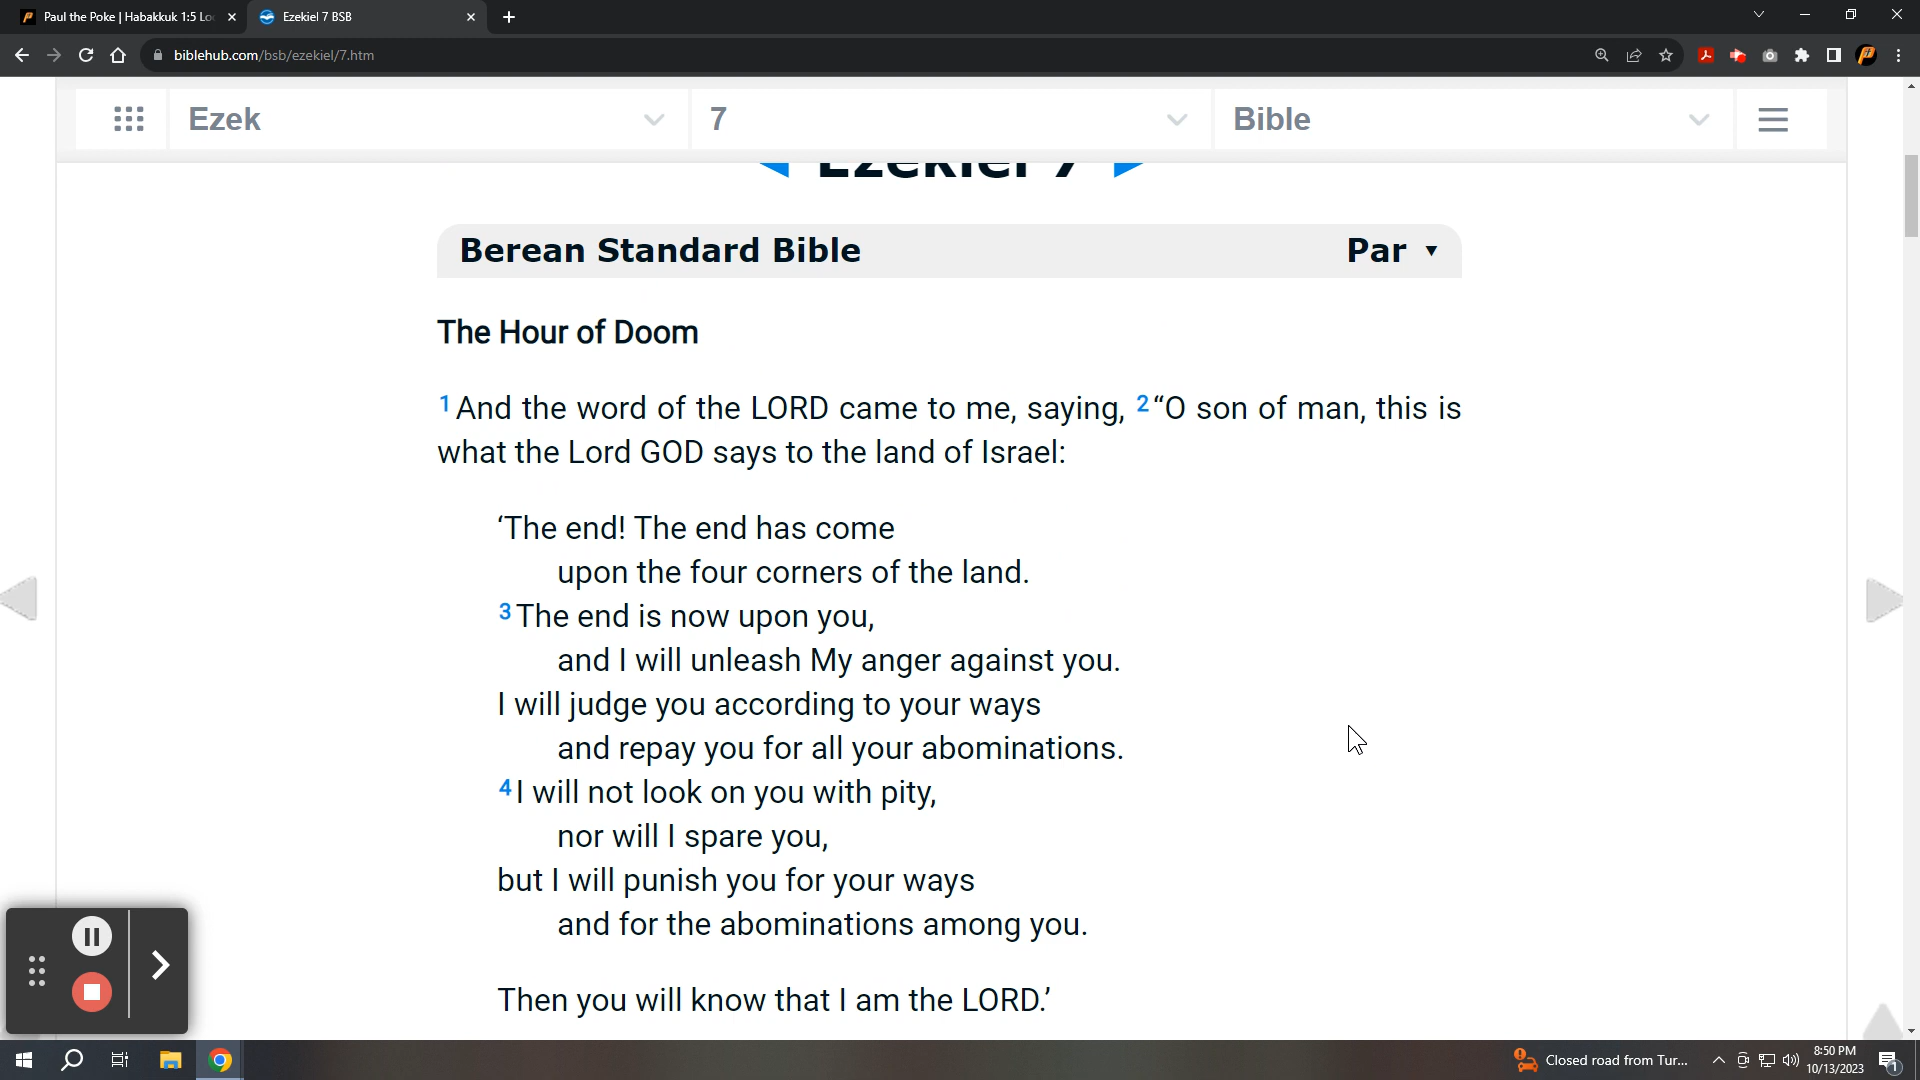 Paul the Poke | Habakkuk 1:5 Lo
Ezekiel 7 BSB
biblehub.com/bsb/ezekiel/7.htm
Ezek
7
Bible
Ezekiel 7
Berean Standard Bible
Par ▼
The Hour of Doom
1 And the word of the LORD came to me, saying, 2 “O son of man, this is
what the Lord GOD says to the land of Israel:
‘The end! The end has come
upon the four corners of the land.
3 The end is now upon you,
and I will unleash My anger against you.
I will judge you according to your ways
and repay you for all your abominations.
4 I will not look on you with pity,
nor will I spare you,
but I will punish you for your ways
and for the abominations among you.
Then you will know that I am the LORD.’
Closed road from Tur...
8:50 PM
10/13/2023
1